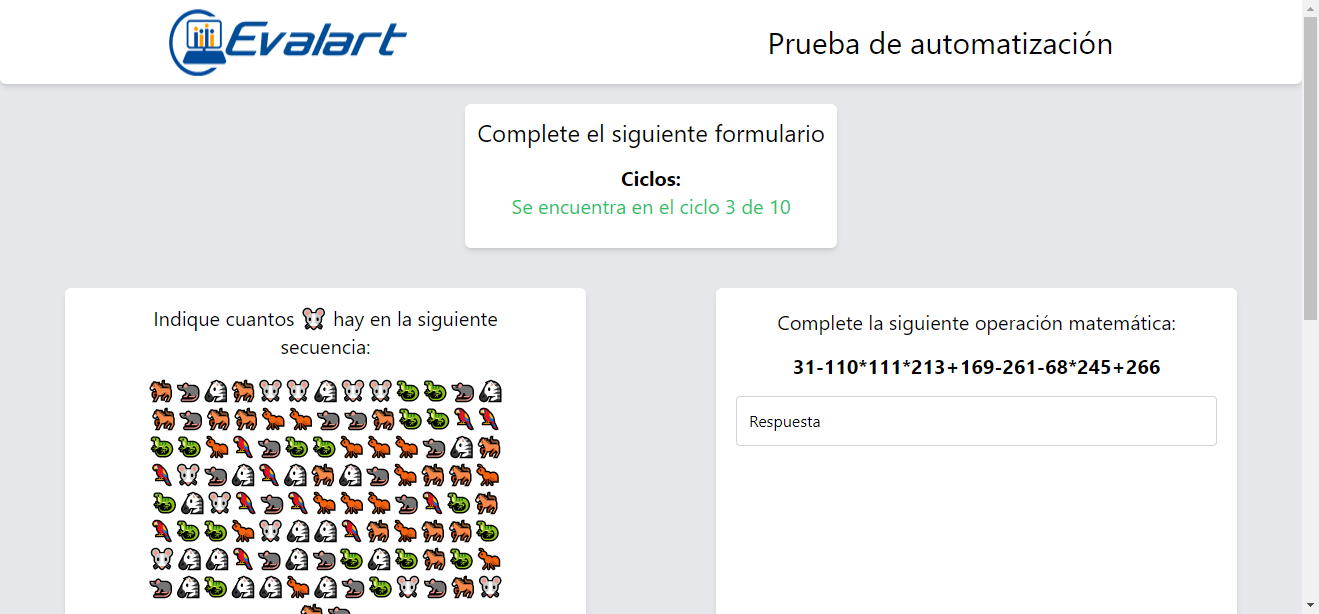 Evalart
Prueba de automatización
Complete el siguiente formulario
Ciclos:
Se encuentra en el ciclo 3 de 10
Indique cuantos hay en la siguiente
secuencia:
Complete la siguiente operación matemática:
31-110*111*213+169-261-68*245+266
Respuesta